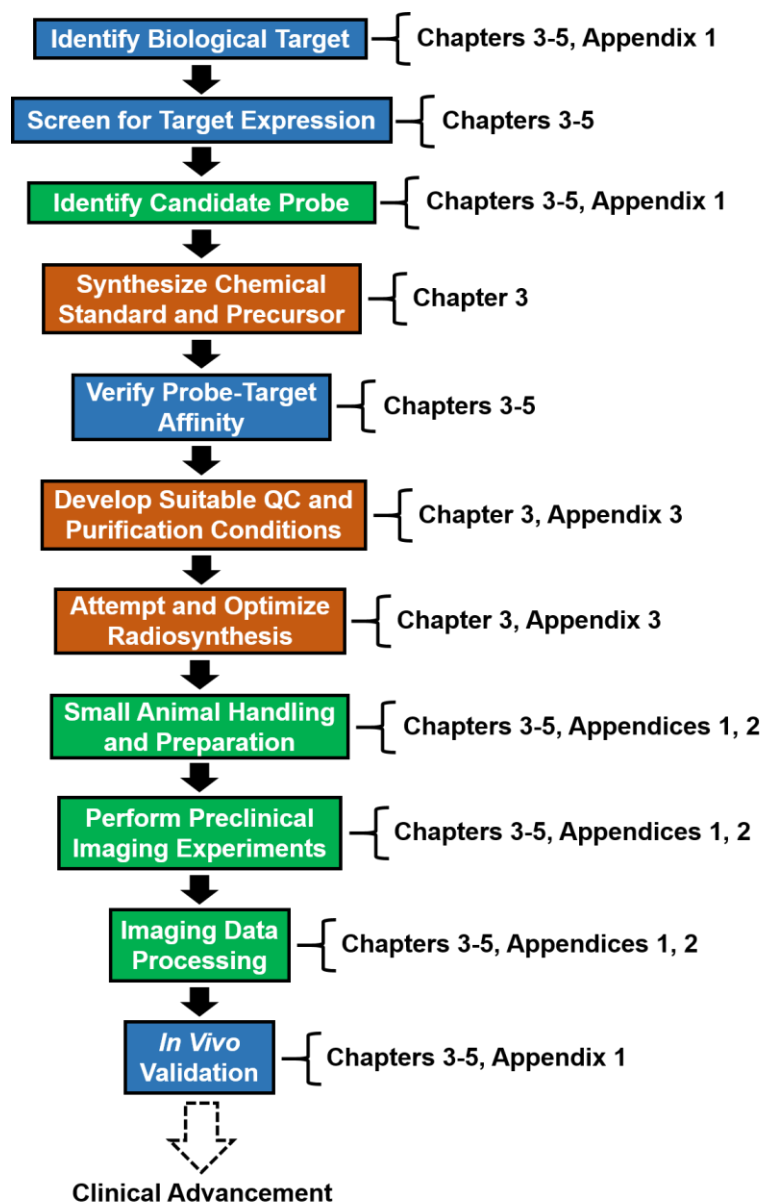 Identify Biological Target
Chapters 3-5, Appendix 1
Screen for Target Expression
Chapters 3-5
Identify Candidate Probe
Chapters 3-5, Appendix 1
Synthesize Chemical
Standard and Precursor
Chapter 3
Verify Probe-Target
Affinity
Chapters 3-5
Develop Suitable QC and
Purification Conditions
Chapter 3, Appendix 3
Attempt and Optimize
Radiosynthesis
Chapter 3, Appendix 3
Small Animal Handling
and Preparation
Chapters 3-5, Appendices 1, 2
Perform Preclinical
Imaging Experiments
Chapters 3-5, Appendices 1, 2
Imaging Data
Processing
Chapters 3-5, Appendices 1, 2
In Vivo
Validation
Chapters 3-5, Appendix 1
Clinical Advancement